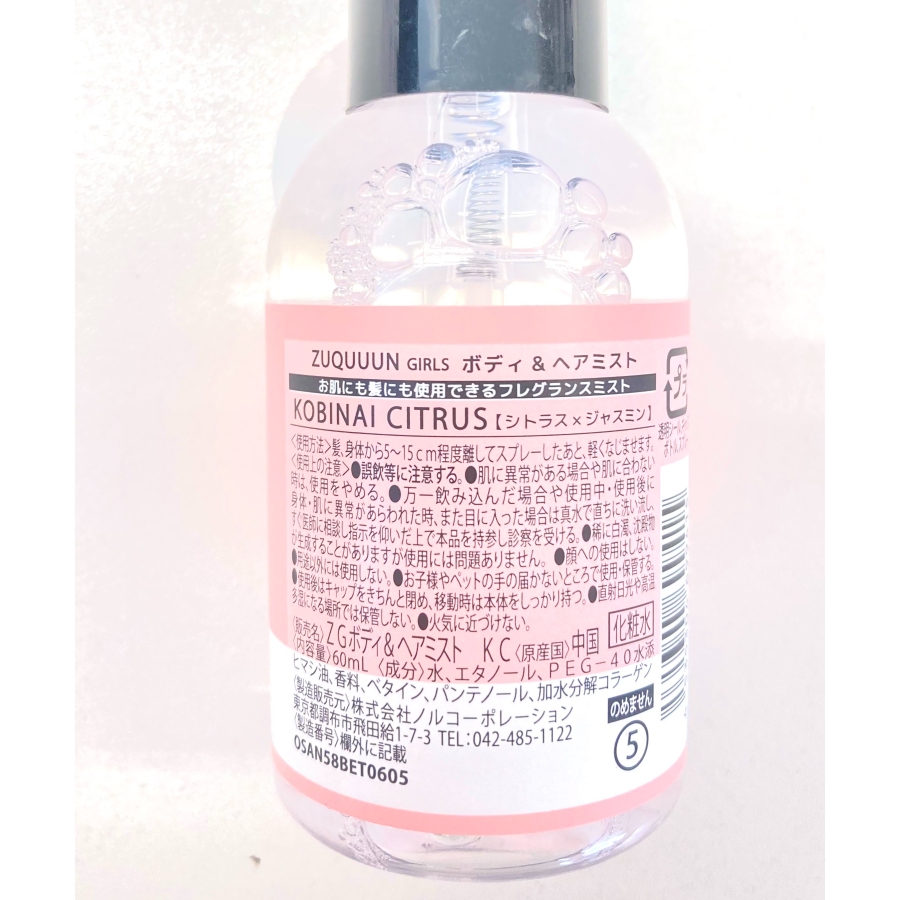 ZUQUUUN GIRLS ボディ & ヘアミスト
お肌にも髪にも使用できるフレグランスミスト
KOBINAI CITRUS【シトラス×ジャスミン】
〈使用方法〉髪、身体から5〜15cm程度離してスプレーしたあと、軽くなじませます。
〈使用上の注意〉●誤飲等に注意する。●肌に異常がある場合や肌に合わない
時は、使用をやめる。●万一飲み込んだ場合や使用中・使用後に
身体・肌に異常があらわれた時、また目に入った場合は真水で直ちに洗い流し、
すぐ医師に相談し指示を仰いだ上で本品を持参し診察を受ける。●稀に白濁、沈殿物
が生成することがありますが使用には問題ありません。●顔への使用はしない。
●用途以外には使用しない。●お子様やペットの手の届かないところで使用・保管する。
●使用後はキャップをきちんと閉め、移動時は本体をしっかり持つ。●直射日光や高温
多湿になる場所では保管しない。●火気に近づけない。
〈販売名〉ZGボディ&ヘアミスト KC〈原産国〉中国 化粧水
〈内容量〉60mL〈成分〉水、エタノール、PEG-40水添
ヒマシ油、香料、ベタイン、パンテノール、加水分解コラーゲン
〈製造販売元〉株式会社ノルコーポレーション
東京都調布市飛田給1-7-3 TEL:042-485-1122
〈製造番号〉欄外に記載
OSAN58BET0605
のめません
5
プラ